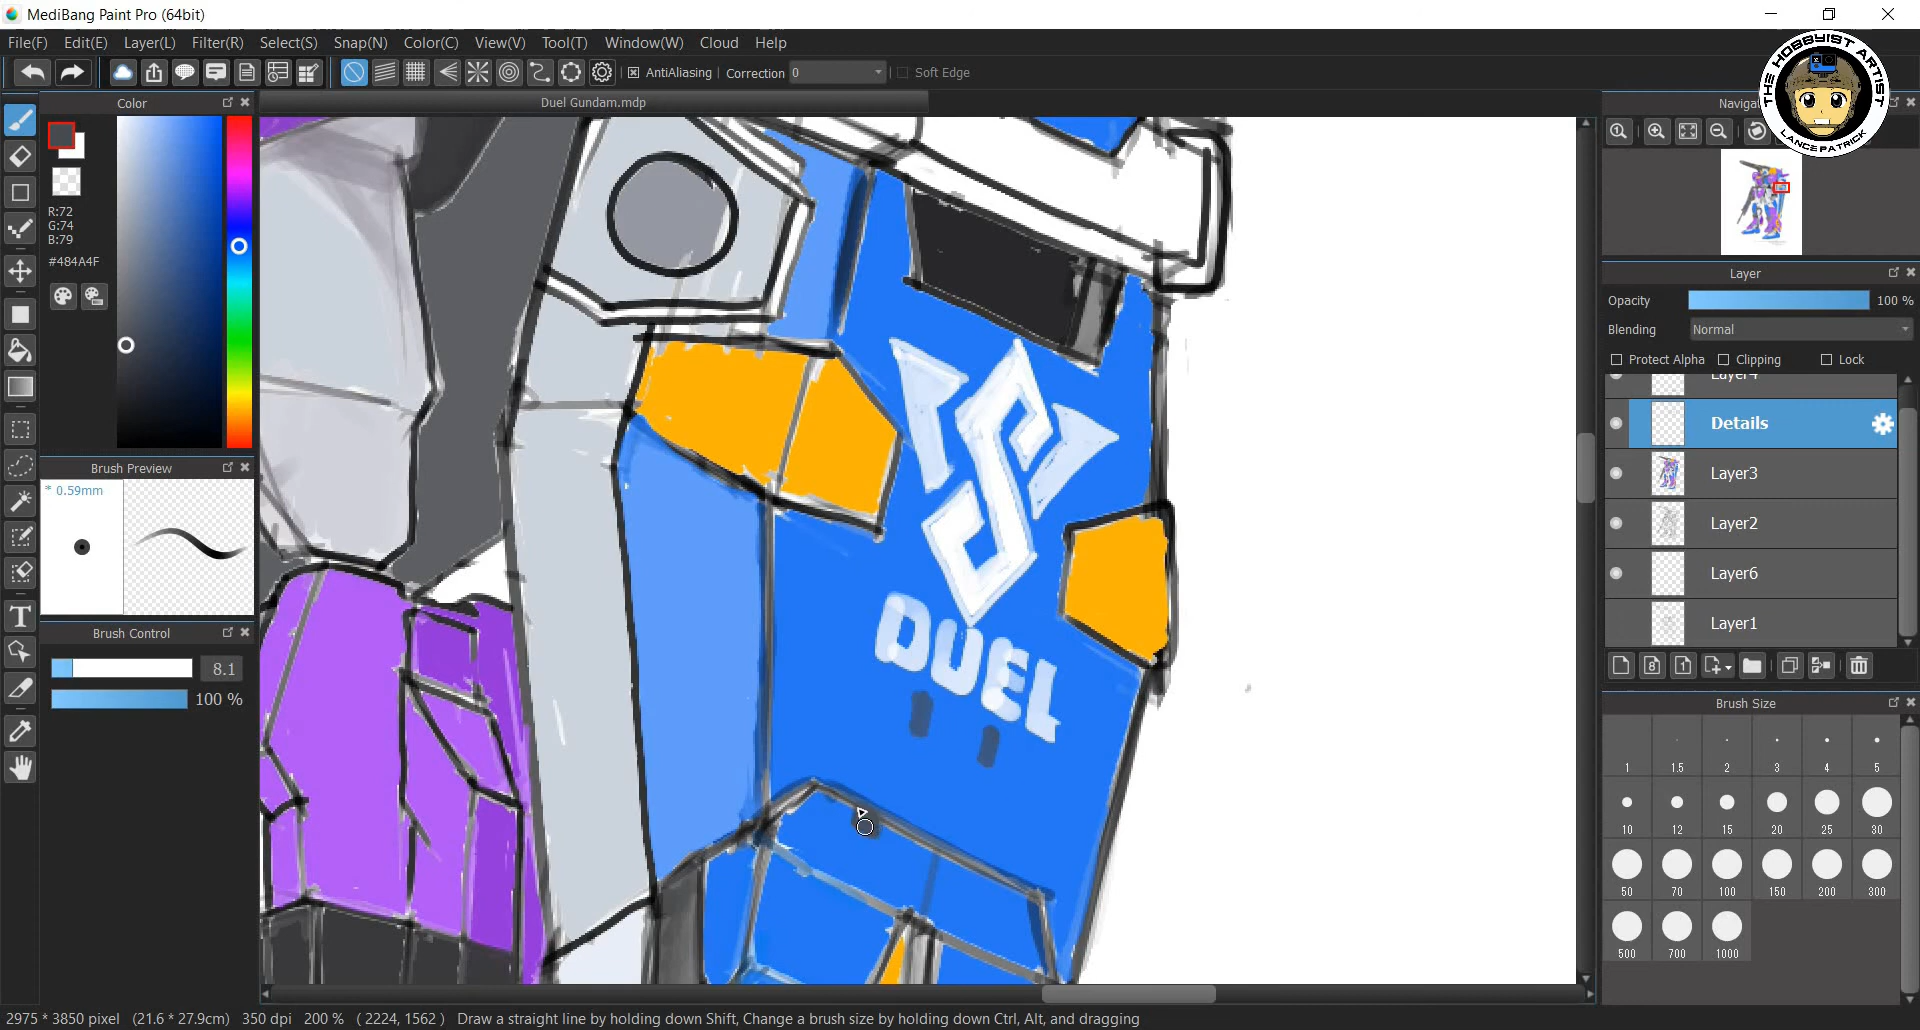 MediBang Paint Pro (64bit)
File(F) Edit(E) Layer(L) Filter(R) Select(S) Snap(N) Color(C) View(V) Tool(T) Window(W) Cloud Help
AntiAliasing Correction 0 Soft Edge
THE HOBBYIST ARTIST
LANCE PATRICK
Color
Duel Gundam.mdp
R:72
G:74
B:79
#484A4F
Brush Preview
* 0.59mm
Brush Control
8.1
100 %
DUEL
Layer
Opacity 100 %
Blending Normal
Protect Alpha Clipping Lock
Layer4
Details
Layer3
Layer2
Layer6
Layer1
Brush Size
1 1.5 2 3 4 5
10 12 15 20 25 30
50 70 100 150 200 300
500 700 1000
2975 * 3850 pixel (21.6 * 27.9cm) 350 dpi 200 % ( 2224, 1562 ) Draw a straight line by holding down Shift, Change a brush size by holding down Ctrl, Alt, and dragging